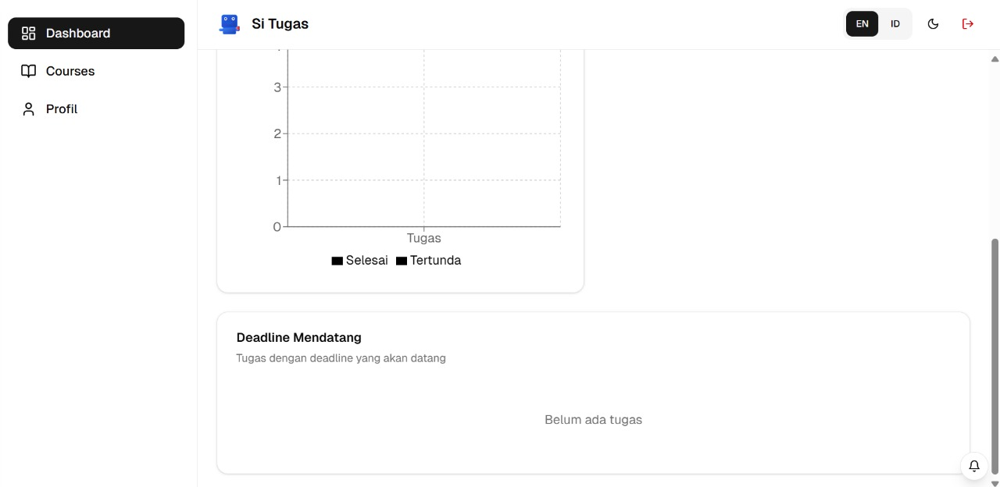 Dashboard
Courses
Profil
Si Tugas
EN
ID
3
2
1
0
Tugas
Selesai
Tertunda
Deadline Mendatang
Tugas dengan deadline yang akan datang
Belum ada tugas